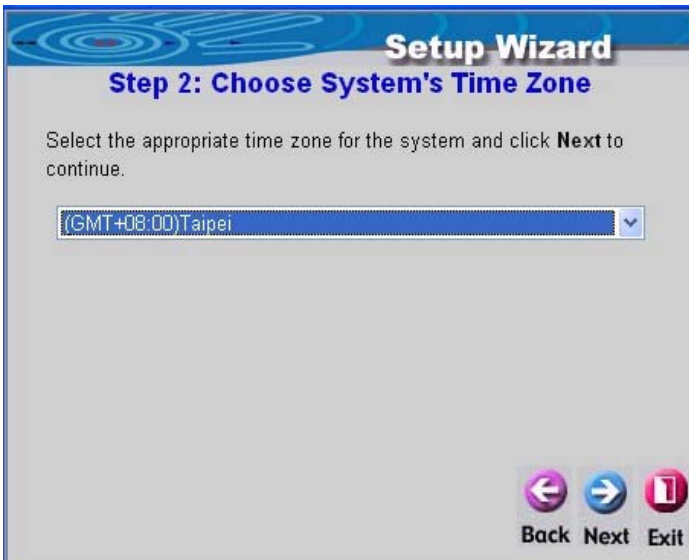 Setup Wizard
Step 2: Choose System's Time Zone
Select the appropriate time zone for the system and click Next to
continue.
(GMT+08:00)Taipei
Back Next Exit